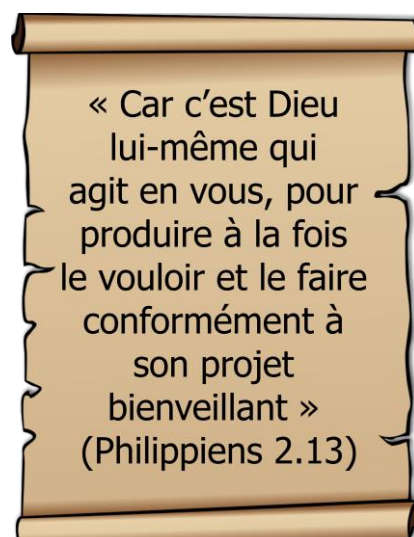 « Car c’est Dieu
lui-même qui
agit en vous, pour
produire à la fois
le vouloir et le faire
conformément à
son projet
bienveillant »
(Philippiens 2.13)